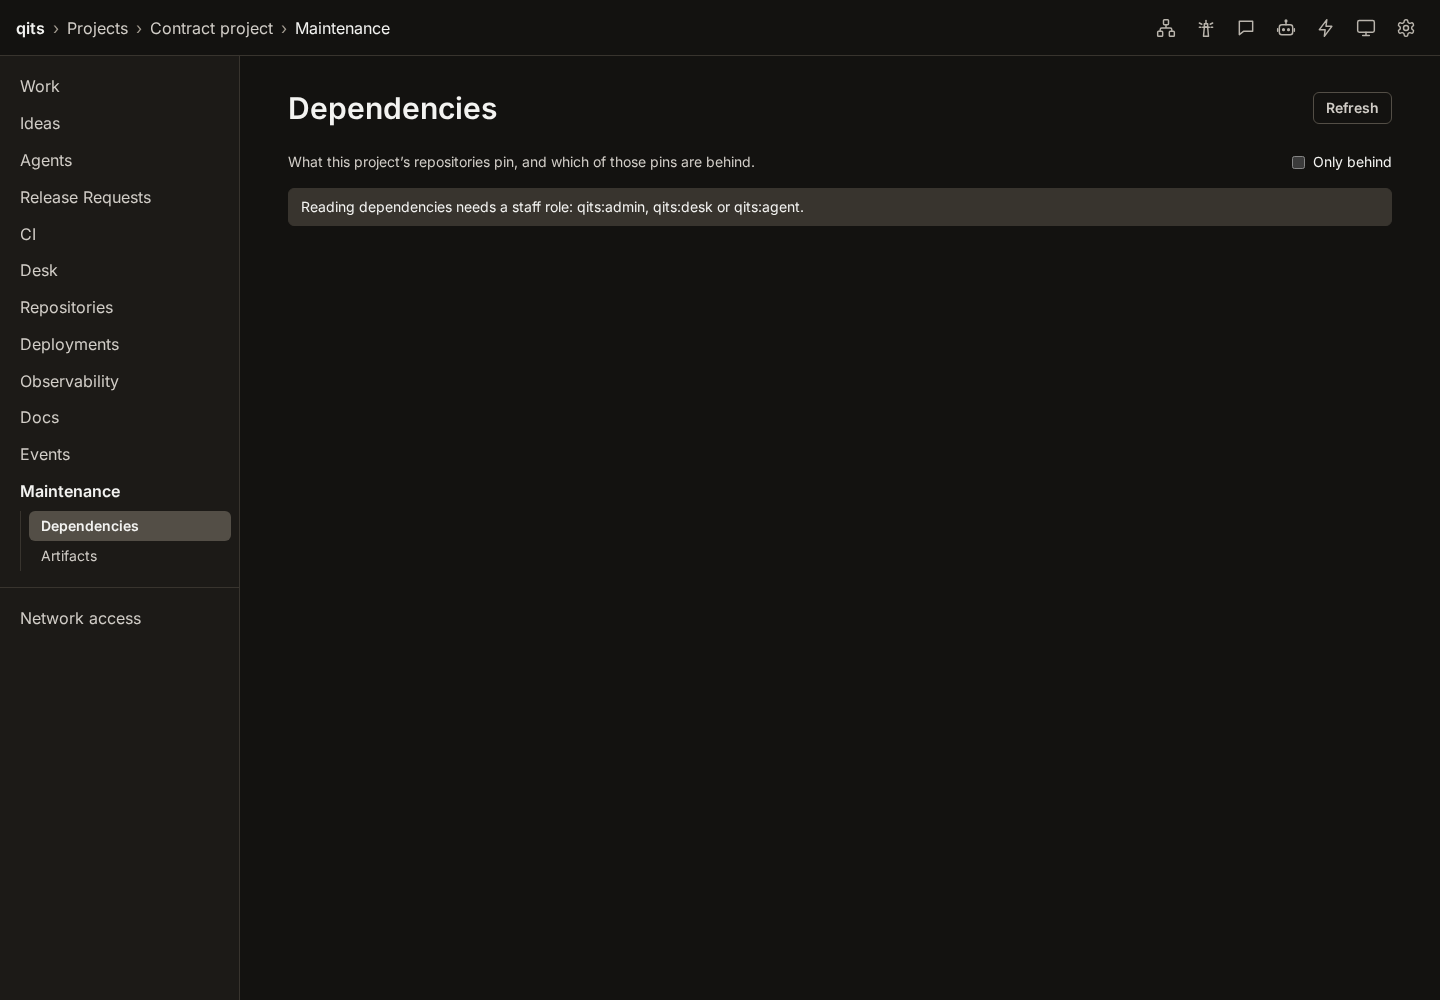 qits › Projects › Contract project › Maintenance
Work
Ideas
Agents
Release Requests
CI
Desk
Repositories
Deployments
Observability
Docs
Events
Maintenance
Dependencies
Artifacts
Network access
Dependencies
Refresh
What this project’s repositories pin, and which of those pins are behind.
Only behind
Reading dependencies needs a staff role: qits:admin, qits:desk or qits:agent.